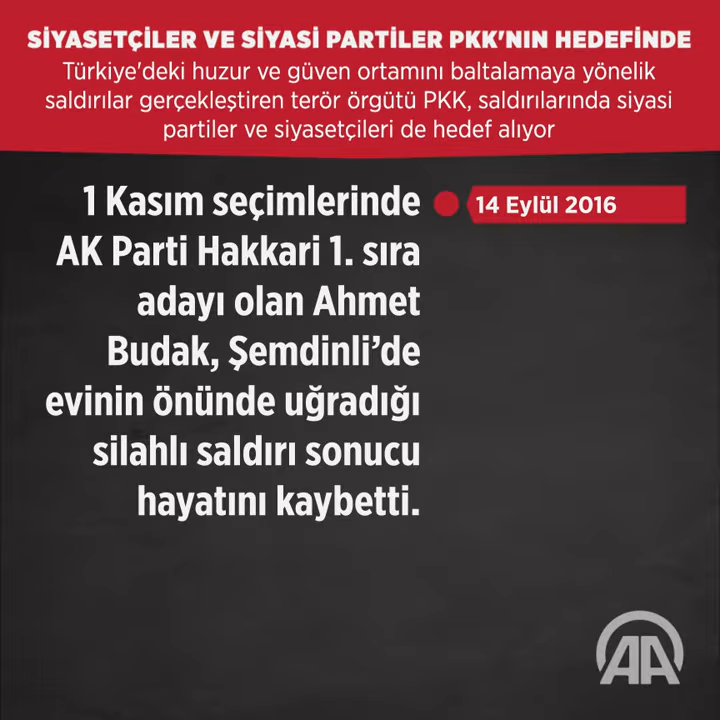 SİYASETÇİLER VE SİYASİ PARTİLER PKK'NIN HEDEFİNDE
Türkiye'deki huzur ve güven ortamını baltalamaya yönelik
saldırılar gerçekleştiren terör örgütü PKK, saldırılarında siyasi
partiler ve siyasetçileri de hedef alıyor
14 Eylül 2016
1 Kasım seçimlerinde
AK Parti Hakkari 1. sıra
adayı olan Ahmet
Budak, Şemdinli’de
evinin önünde uğradığı
silahlı saldırı sonucu
hayatını kaybetti.
AA